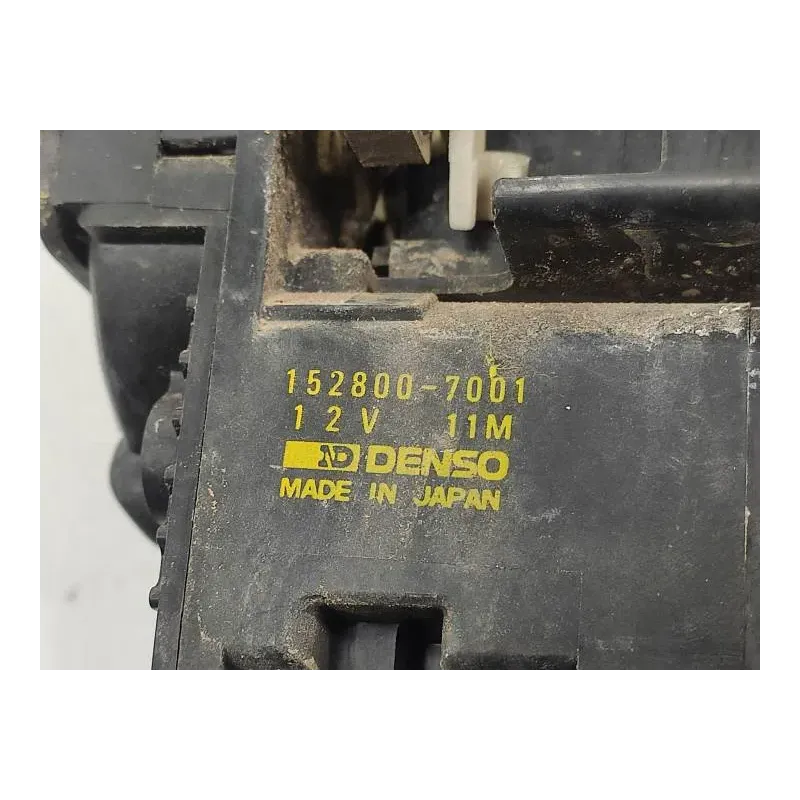 152800-7001
12V 11M
ND DENSO
MADE IN JAPAN